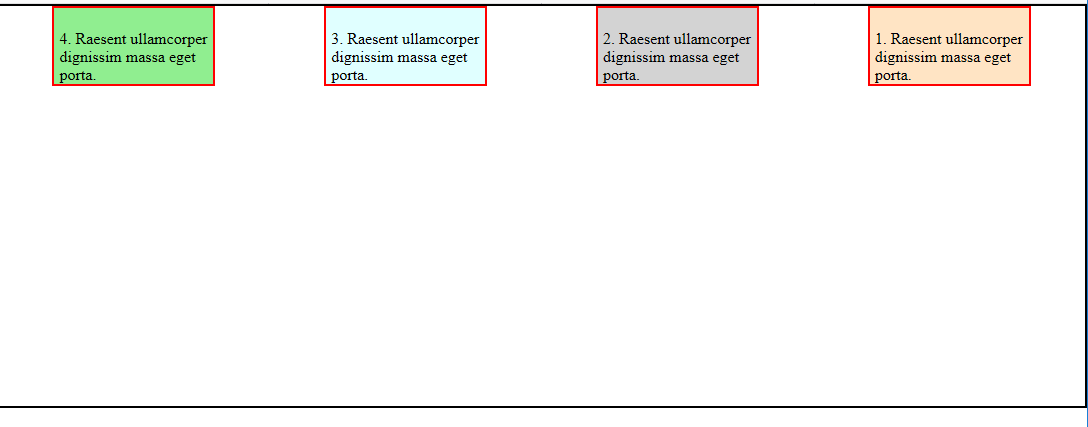 4. Raesent ullamcorper
dignissim massa eget
porta.
3. Raesent ullamcorper
dignissim massa eget
porta.
2. Raesent ullamcorper
dignissim massa eget
porta.
1. Raesent ullamcorper
dignissim massa eget
porta.